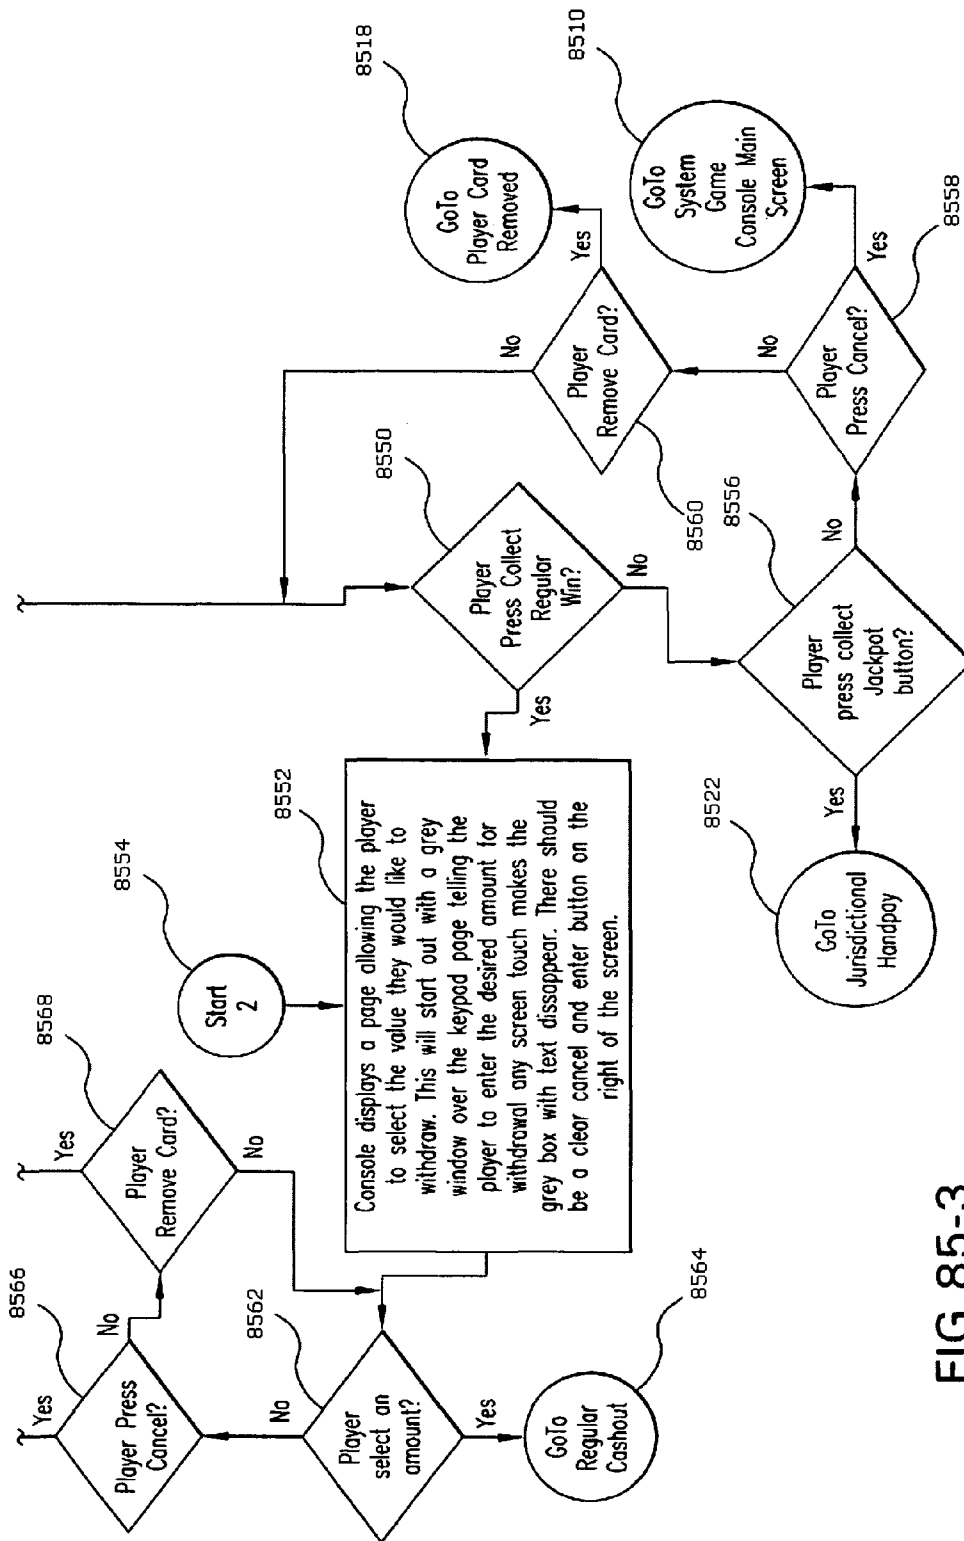 8518
GoTo
Player Card
Removed
8510
GoTo
System
Game
Console Main
Screen
Yes
Player
Remove Card?
No
8560
Yes
Player
Press Cancel?
No
8558
8550
Player
Press Collect
Regular
Win?
No
Yes
8556
Player
press collect
Jackpot
button?
No
Yes
8522
GoTo
Jurisdictional
Handpay
8554
Start
2
8552
Console displays a page allowing the player
to select the value they would like to
withdraw. This will start out with a grey
window over the keypad page telling the
player to enter the desired amount for
withdrawal any screen touch makes the
grey box with text dissappear. There should
be a clear cancel and enter button on the
right of the screen.
8568
Yes
Player
Remove Card?
No
8566
Yes
Player Press
Cancel?
No
8562
Player
select an
amount?
No
Yes
8564
GoTo
Regular
Cashout
FIG.85-3